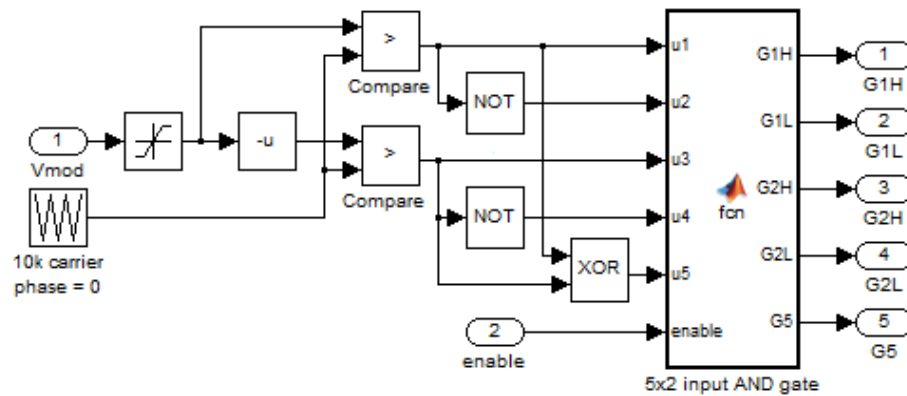 >
Compare
NOT
1
Vmod
-u
>
Compare
NOT
XOR
10k carrier
phase = 0
2
enable
u1
u2
u3
u4
u5
enable
fcn
G1H
G1L
G2H
G2L
G5
5x2 input AND gate
1
G1H
2
G1L
3
G2H
4
G2L
5
G5